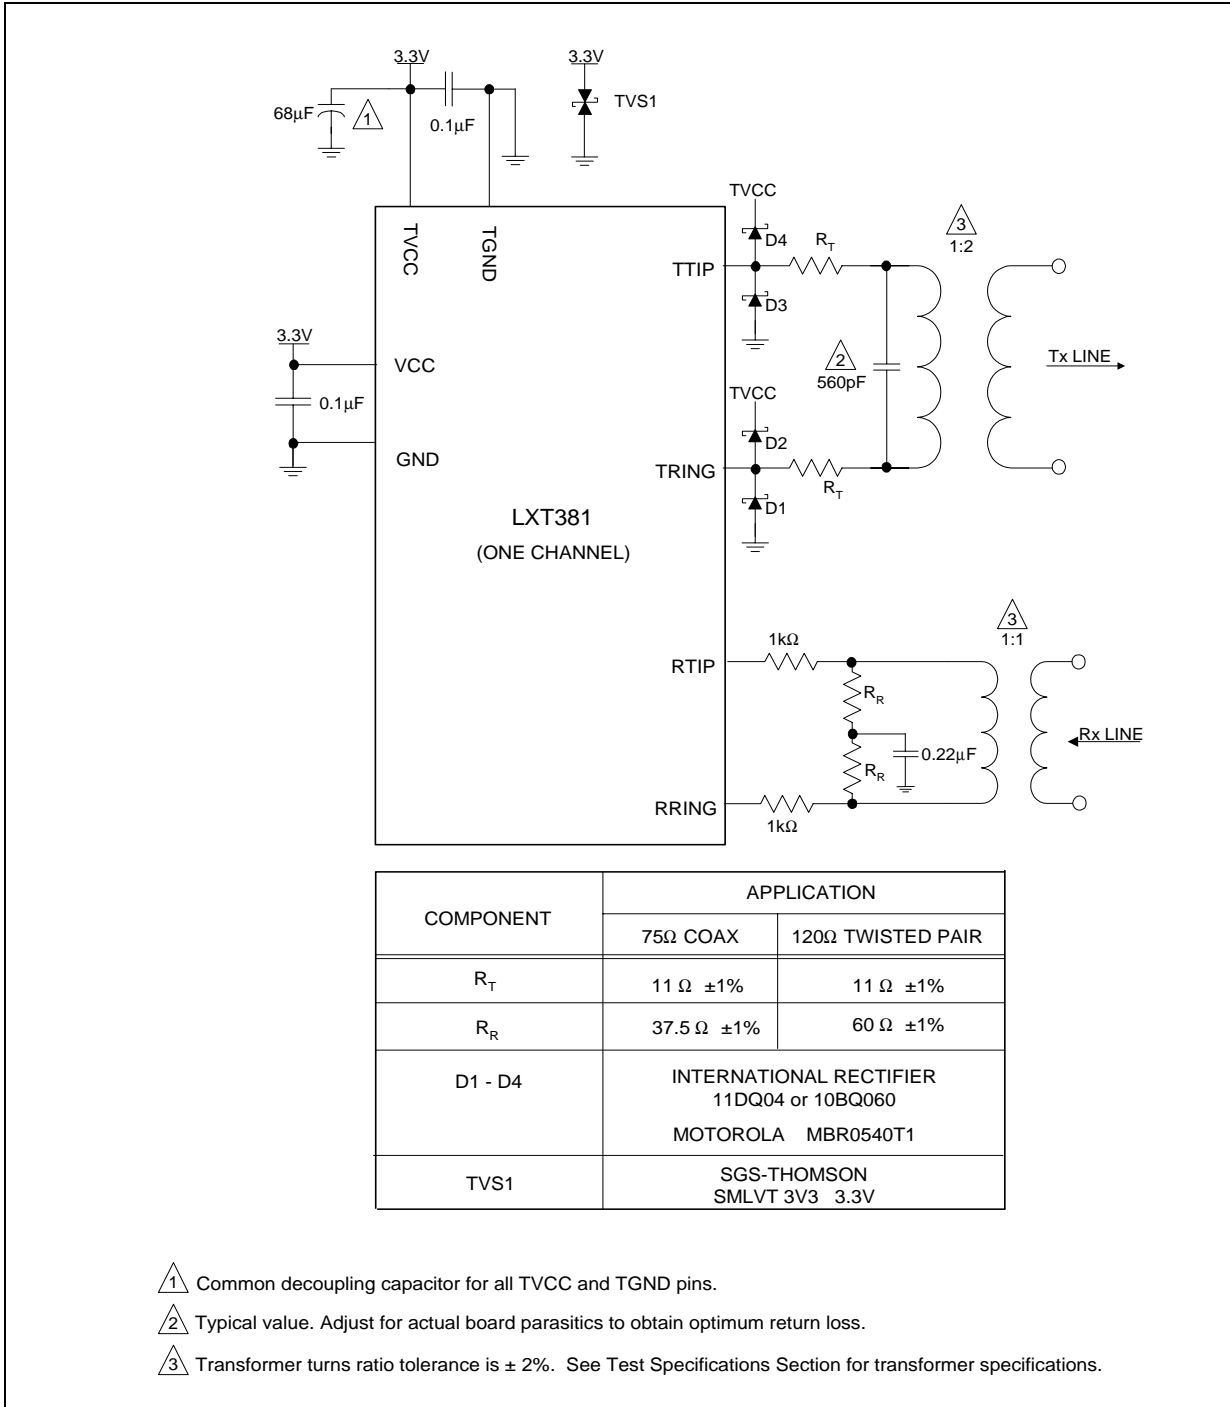 3.3V
3.3V
68μF
1
0.1μF
TVS1
TVCC
TGND
TVCC
D4
R_T
3
1:2
TTIP
D3
3.3V
VCC
2
560pF
Tx LINE
0.1μF
TVCC
D2
GND
TRING
R_T
D1
LXT381
(ONE CHANNEL)
3
1:1
1kΩ
RTIP
R_R
Rx LINE
0.22μF
R_R
RRING
1kΩ
COMPONENT
APPLICATION
75Ω COAX
120Ω TWISTED PAIR
R_T
11 Ω ±1%
11 Ω ±1%
R_R
37.5 Ω ±1%
60 Ω ±1%
D1 - D4
INTERNATIONAL RECTIFIER
11DQ04 or 10BQ060
MOTOROLA MBR0540T1
TVS1
SGS-THOMSON
SMLVT 3V3 3.3V
1 Common decoupling capacitor for all TVCC and TGND pins.
2 Typical value. Adjust for actual board parasitics to obtain optimum return loss.
3 Transformer turns ratio tolerance is ± 2%. See Test Specifications Section for transformer specifications.